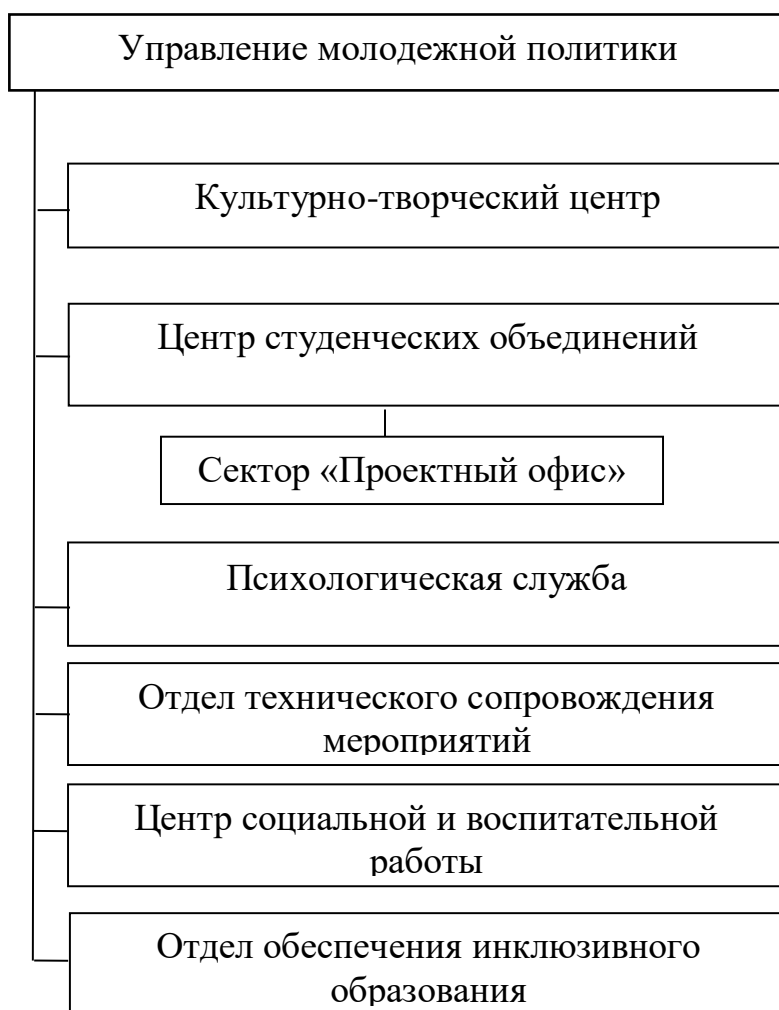 Управление молодежной политики
Культурно-творческий центр
Центр студенческих объединений
Сектор «Проектный офис»
Психологическая служба
Отдел технического сопровождения
мероприятий
Центр социальной и воспитательной
работы
Отдел обеспечения инклюзивного
образования